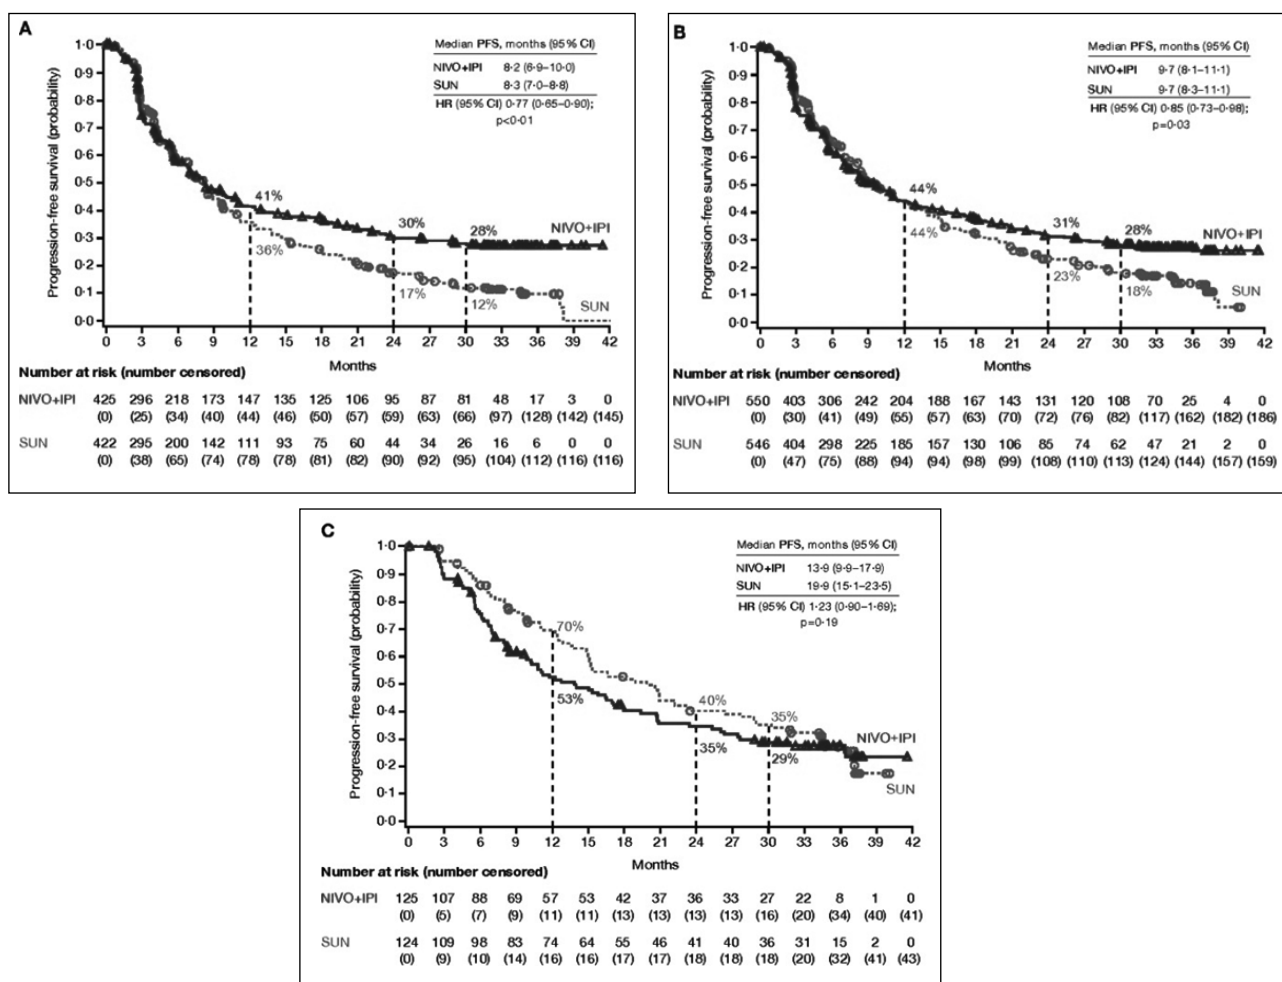 A
Median PFS, months (95% CI)
NIVO+IPI 8·2 (6·9–10·0)
SUN 8·3 (7·0–8·8)
HR (95% CI) 0·77 (0·65–0·90);
p<0·01
Progression-free survival (probability)
1·0
0·9
0·8
0·7
0·6
0·5
0·4
0·3
0·2
0·1
0·0
41%
36%
30%
17%
28%
12%
NIVO+IPI
SUN
0 3 6 9 12 15 18 21 24 27 30 33 36 39 42
Months
Number at risk (number censored)
NIVO+IPI 425 296 218 173 147 135 125 106 95 87 81 48 17 3 0
(0) (25) (34) (40) (44) (46) (50) (57) (59) (63) (66) (97) (128) (142) (145)
SUN 422 295 200 142 111 93 75 60 44 34 26 16 6 0 0
(0) (38) (65) (74) (78) (78) (81) (82) (90) (92) (95) (104) (112) (116) (116)
B
Median PFS, months (95% CI)
NIVO+IPI 9·7 (8·1–11·1)
SUN 9·7 (8·3–11·1)
HR (95% CI) 0·85 (0·73–0·98);
p=0·03
Progression-free survival (probability)
1·0
0·9
0·8
0·7
0·6
0·5
0·4
0·3
0·2
0·1
0·0
44%
44%
31%
23%
28%
18%
NIVO+IPI
SUN
0 3 6 9 12 15 18 21 24 27 30 33 36 39 42
Months
Number at risk (number censored)
NIVO+IPI 550 403 306 242 204 188 167 143 131 120 108 70 25 4 0
(0) (30) (41) (49) (55) (57) (63) (70) (72) (76) (82) (117) (162) (182) (186)
SUN 546 404 298 225 185 157 130 106 85 74 62 47 21 2 0
(0) (47) (75) (88) (94) (94) (98) (99) (108) (110) (113) (124) (144) (157) (159)
C
Median PFS, months (95% CI)
NIVO+IPI 13·9 (9·9–17·9)
SUN 19·9 (15·1–23·5)
HR (95% CI) 1·23 (0·90–1·69);
p=0·19
Progression-free survival (probability)
1·0
0·9
0·8
0·7
0·6
0·5
0·4
0·3
0·2
0·1
0·0
70%
53%
40%
35%
35%
29%
NIVO+IPI
SUN
0 3 6 9 12 15 18 21 24 27 30 33 36 39 42
Months
Number at risk (number censored)
NIVO+IPI 125 107 88 69 57 53 42 37 36 33 27 22 8 1 0
(0) (5) (7) (9) (11) (11) (13) (13) (13) (13) (16) (20) (34) (40) (41)
SUN 124 109 98 83 74 64 55 46 41 40 36 31 15 2 0
(0) (9) (10) (14) (16) (16) (17) (17) (18) (18) (18) (20) (32) (41) (43)